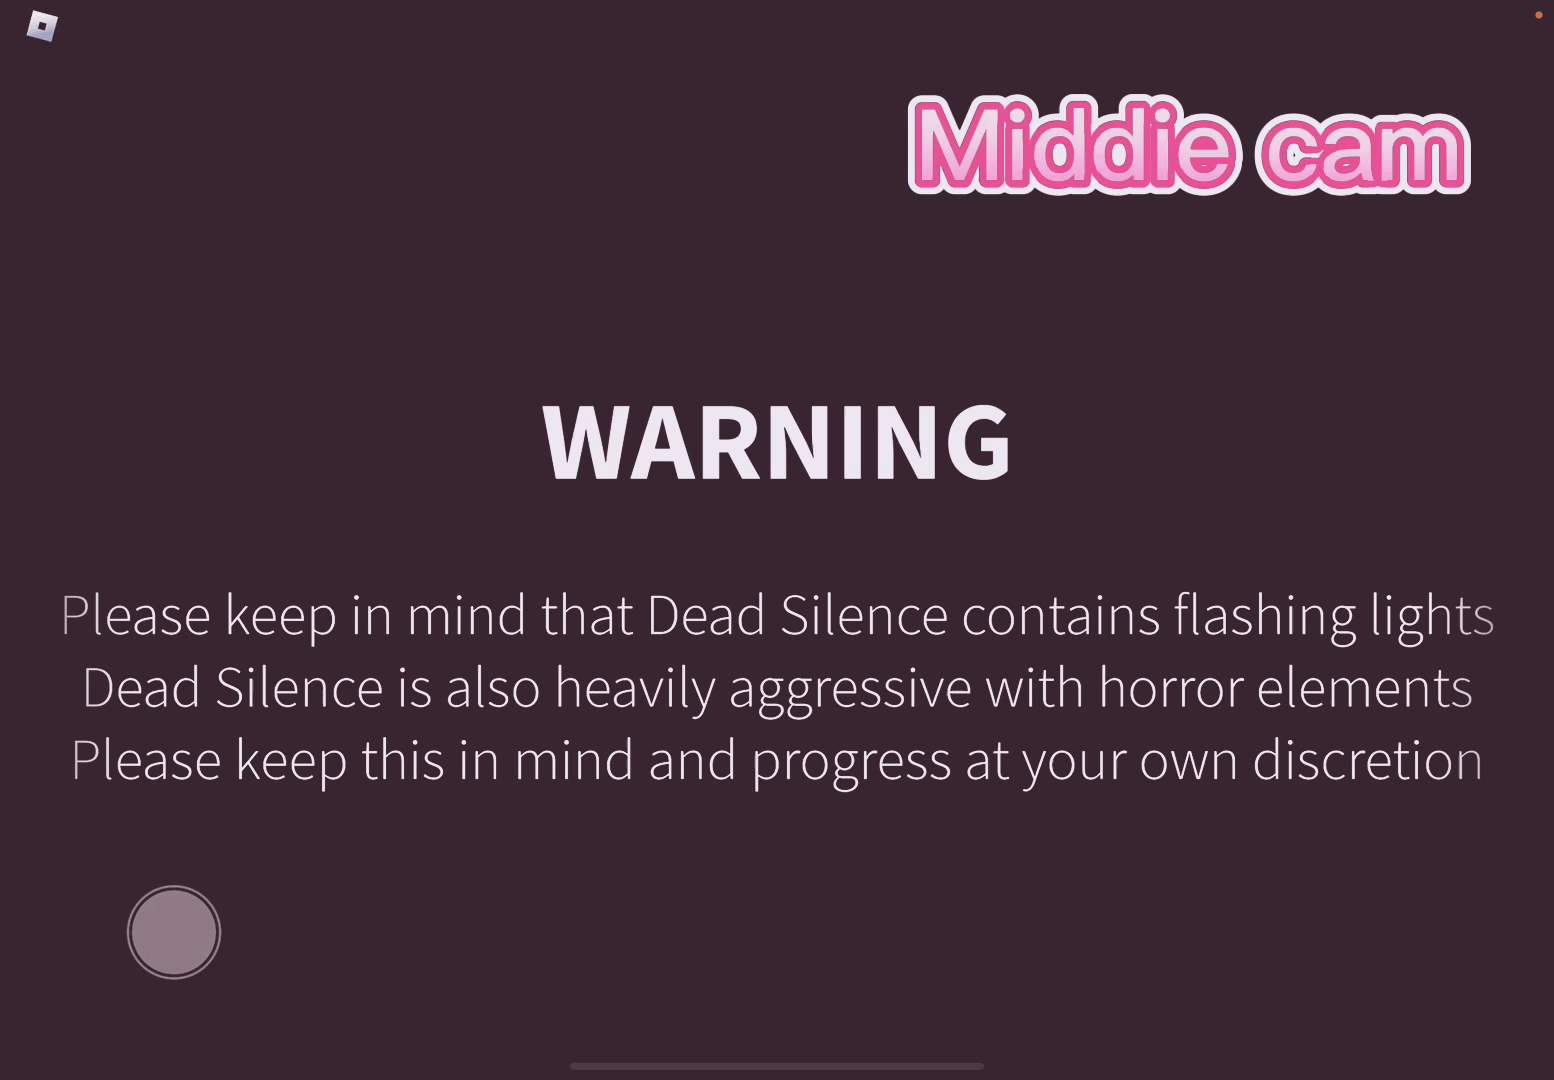 Middie cam
WARNING
Please keep in mind that Dead Silence contains flashing lights
Dead Silence is also heavily aggressive with horror elements
Please keep this in mind and progress at your own discretion